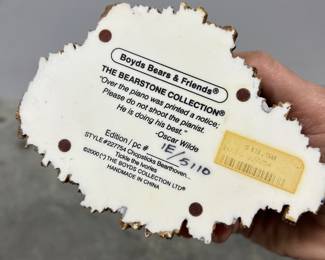 Boyds Bears & Friends®
THE BEARSTONE COLLECTION®
"Over the piano was printed a notice;
Please do not shoot the pianist.
He is doing his best."
-Oscar Wilde
Edition / pc #
1E/5110
STYLE #227754 Chopsticks Bearthoven...
Tickle the Ivories
©2000 (*) THE BOYDS COLLECTION LTD®
HANDMADE IN CHINA